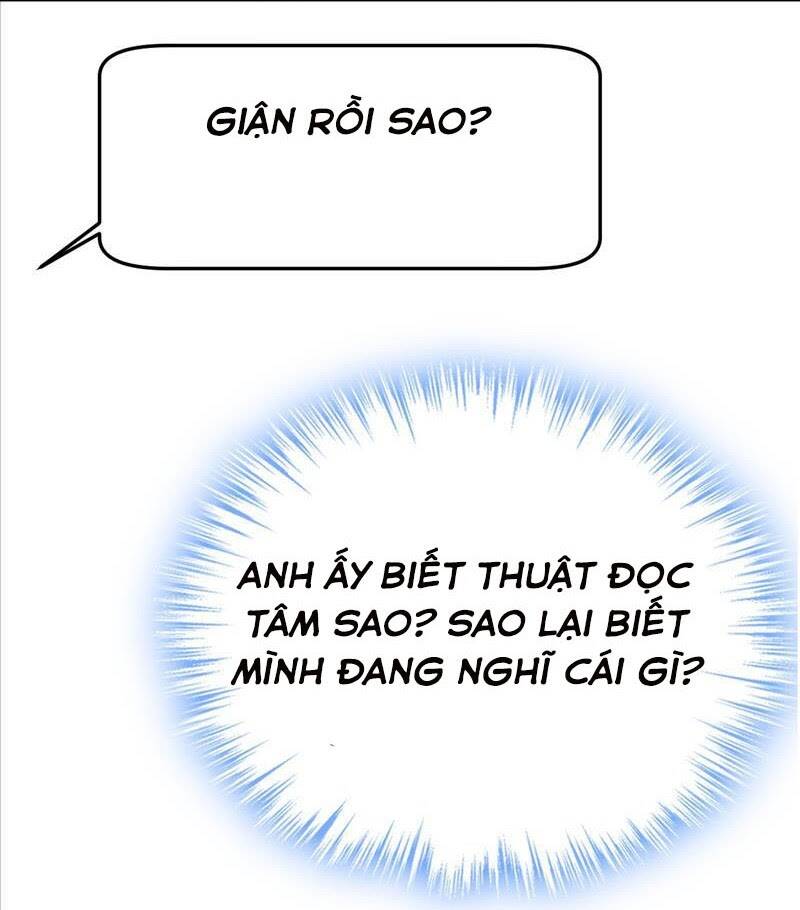 GIẬN RỒI SAO?
ANH ẤY BIẾT THUẬT ĐỌC
TÂM SAO? SAO LẠI BIẾT
MÌNH ĐANG NGHĨ CÁI GÌ?